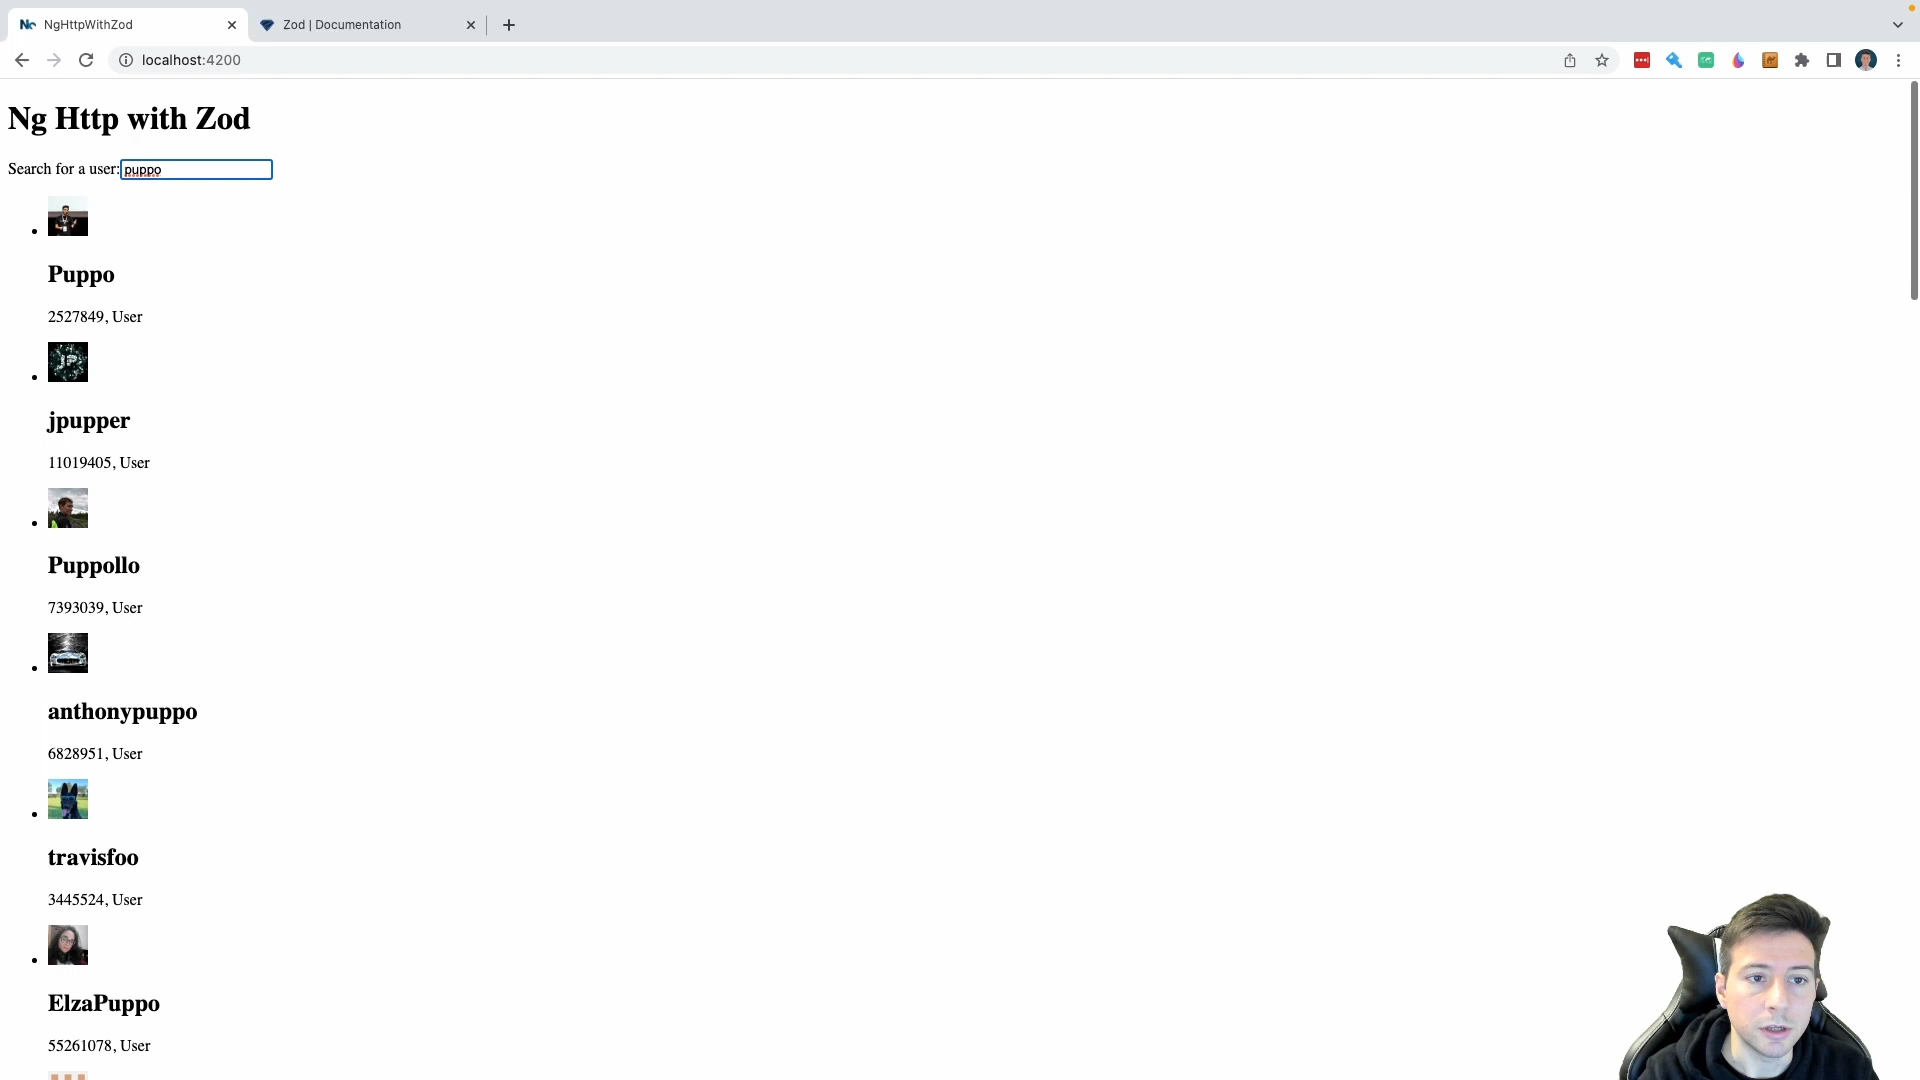 NgHttpWithZod
Zod | Documentation
localhost:4200
Ng Http with Zod
Search for a user: puppo
Puppo
2527849, User
jpupper
11019405, User
Puppollo
7393039, User
anthonypuppo
6828951, User
travisfoo
3445524, User
ElzaPuppo
55261078, User